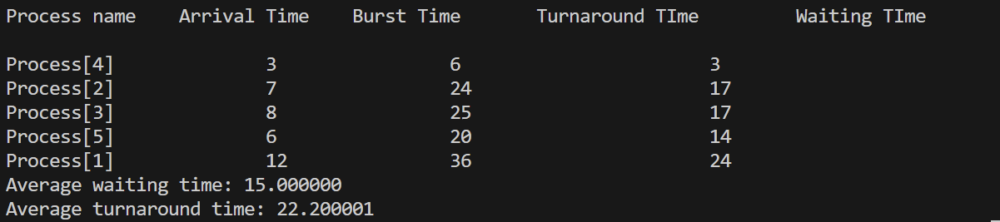 Process name    Arrival Time    Burst Time       Turnaround TIme         Waiting TIme
Process[4]              3                6                       3
Process[2]              7                24                      17
Process[3]              8                25                      17
Process[5]              6                20                      14
Process[1]              12               36                      24
Average waiting time: 15.000000
Average turnaround time: 22.200001